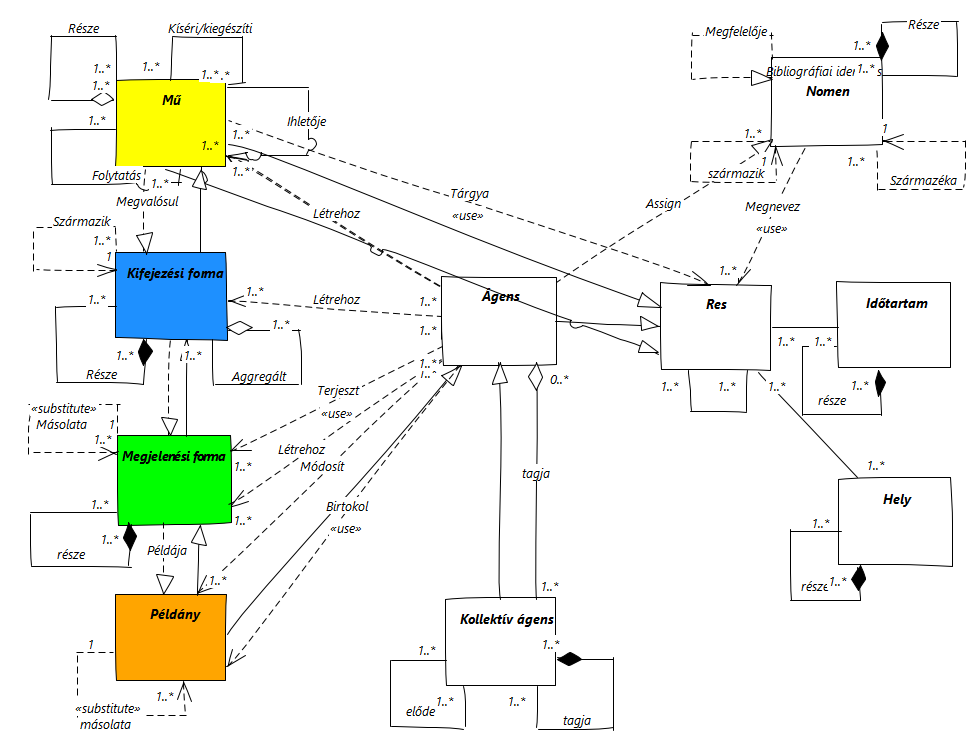 Része
Kíséri/kiegészíti
1..*
1..*
1..*
1..*
Mű
1..*
Ihletője
1..*
1..*
1..*
Folytatás
1..*
Megvalósul
Megfelelője
Része
1..*
1..*
Nomen
1..*
1
1
származik
1..*
Származéka
Assign
Megnevez
«use»
Tárgya
«use»
Létrehoz
1..*
Származik
1..*
1
Kifejezési forma
1..*
1..*
Létrehoz
1..*
1..*
1..*
Része
1..*
1..*
Aggregált
Ágens
1..*
1..*
Res
1..*
1..*
1..*
1..*
Időtartam
1..*
1..*
része
1..*
Hely
1..*
1..*
része
«substitute»
Másolata
1
1..*
Megjelenési forma
1..*
1..*
1..*
1..*
része
Terjeszt
«use»
Létrehoz
Módosít
Birtokol
«use»
0..*
tagja
1..*
Példája
1..*
Példány
1
1..*
«substitute»
másolata
Kollektív ágens
1..*
1..*
1..*
1..*
előde
tagja